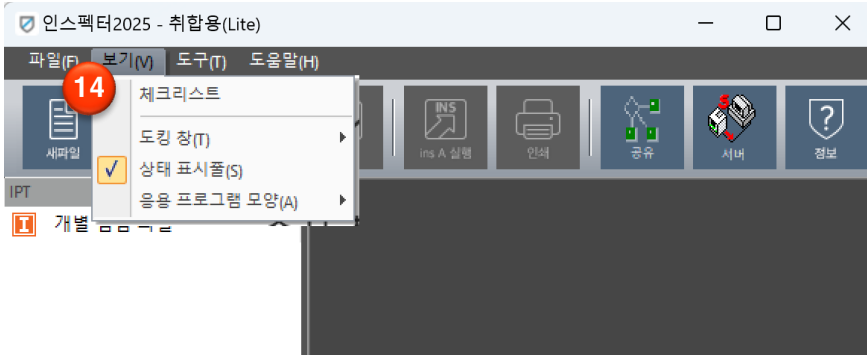 인스펙터2025 - 취합용(Lite)
파일(F) 보기(V) 도구(T) 도움말(H)
14
체크리스트
도킹 창(T)
상태 표시줄(S)
응용 프로그램 모양(A)
새파일
INS
ins A 실행
인쇄
공유
서버
정보
IPT
개별